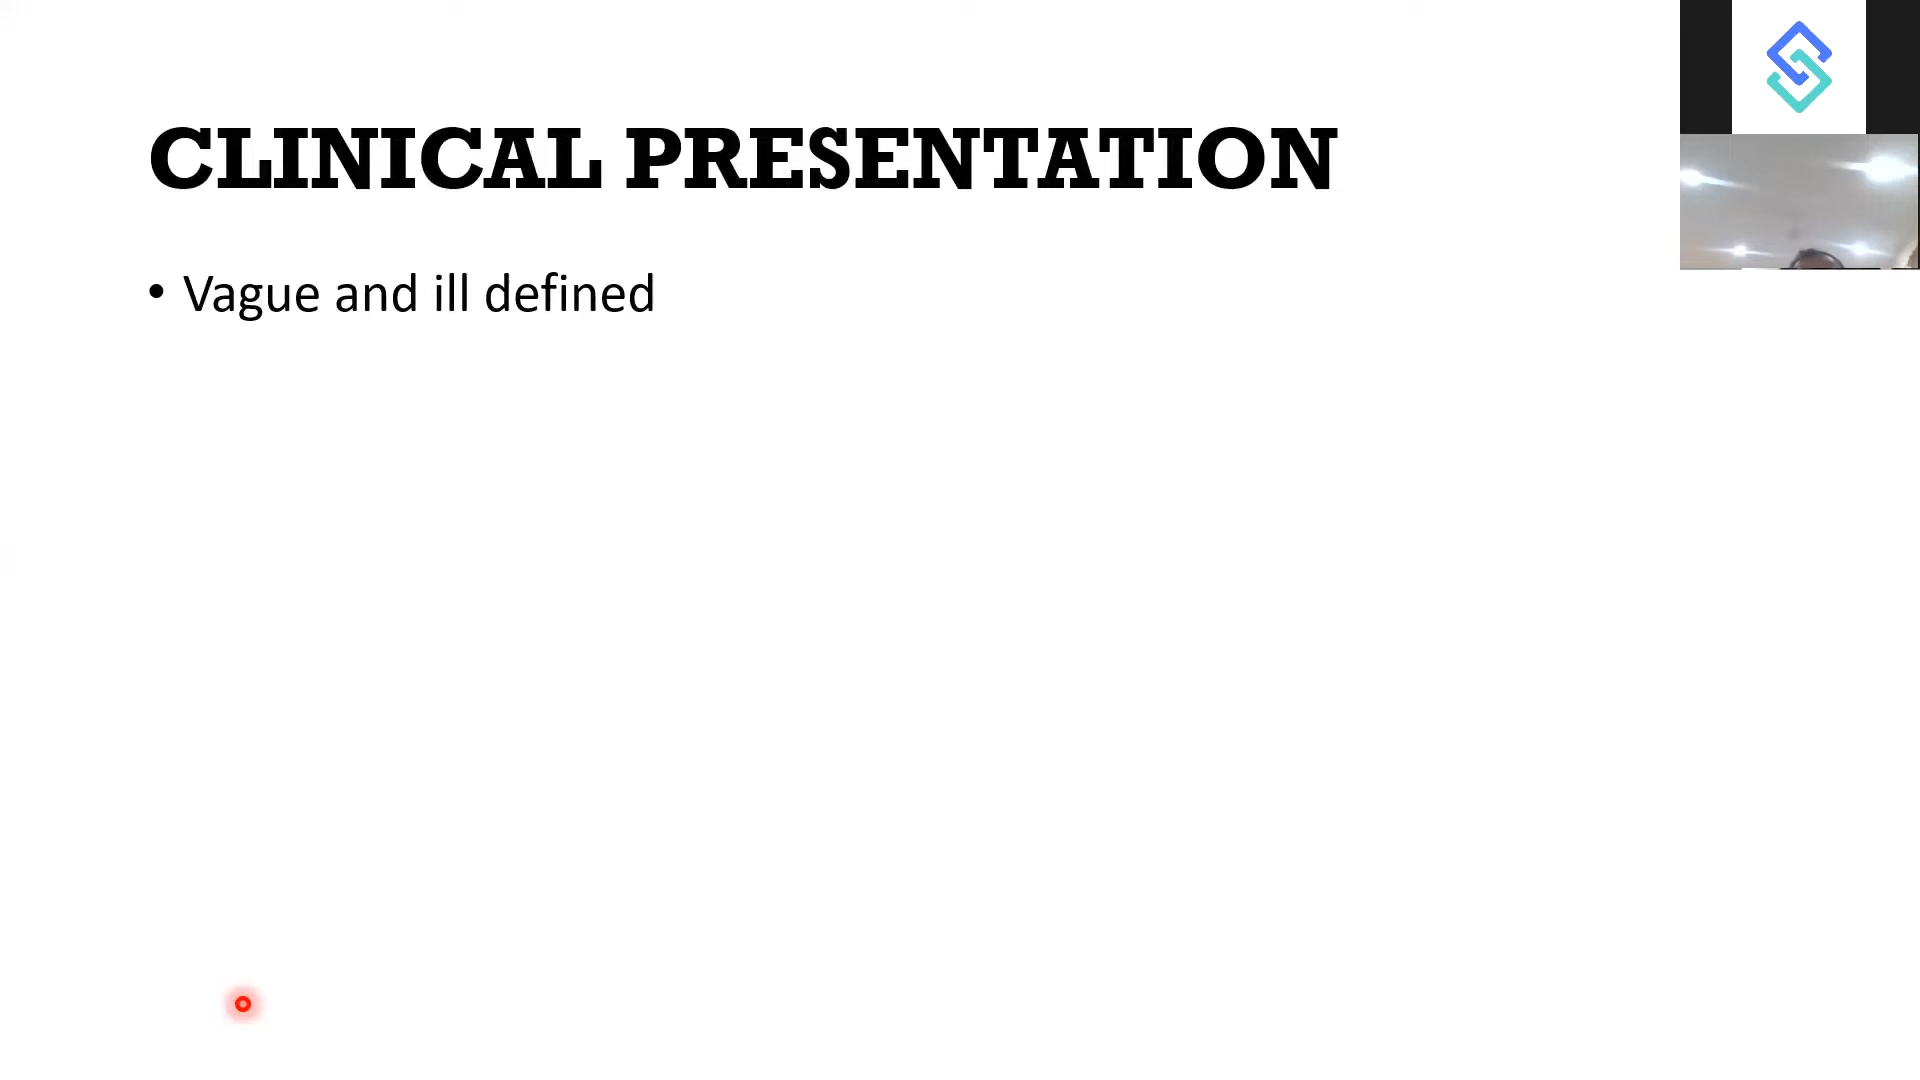 CLINICAL PRESENTATION
• Vague and ill defined